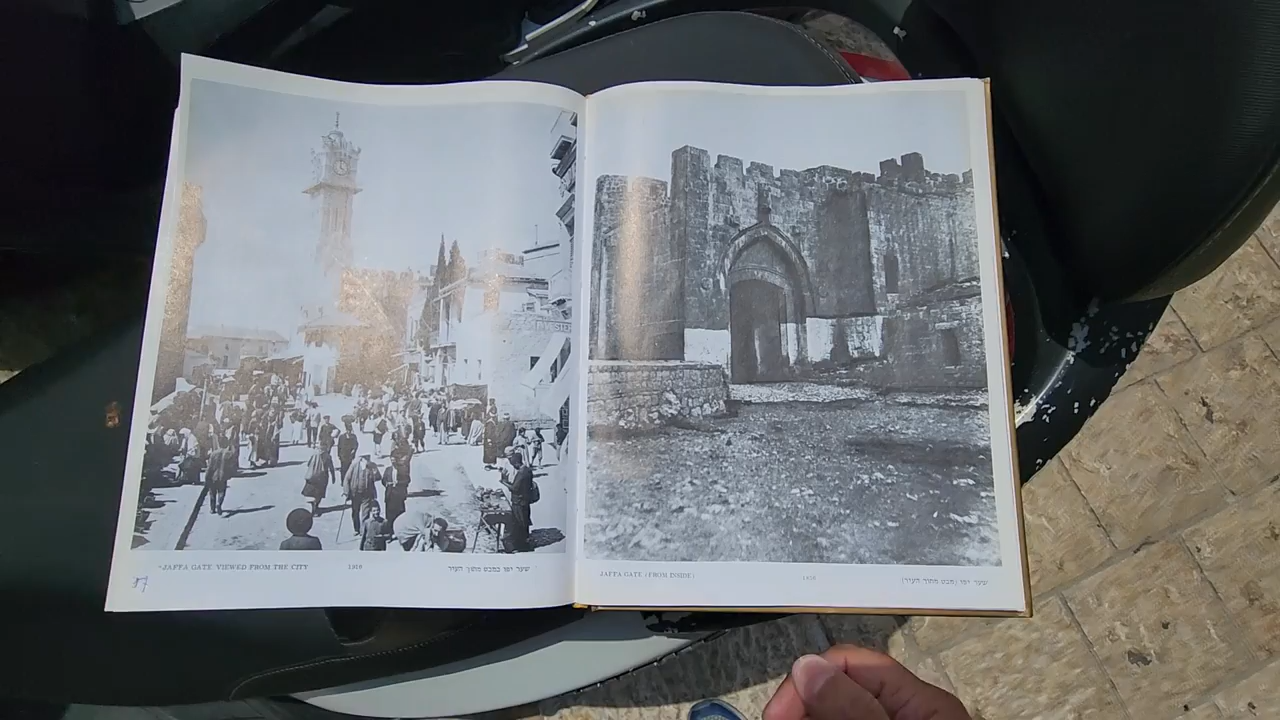 "JAFFA GATE VIEWED FROM THE CITY
1910
שער יפו במבט מתוך העיר
JAFFA GATE (FROM INSIDE)
שער יפו (מבט מתוך העיר)